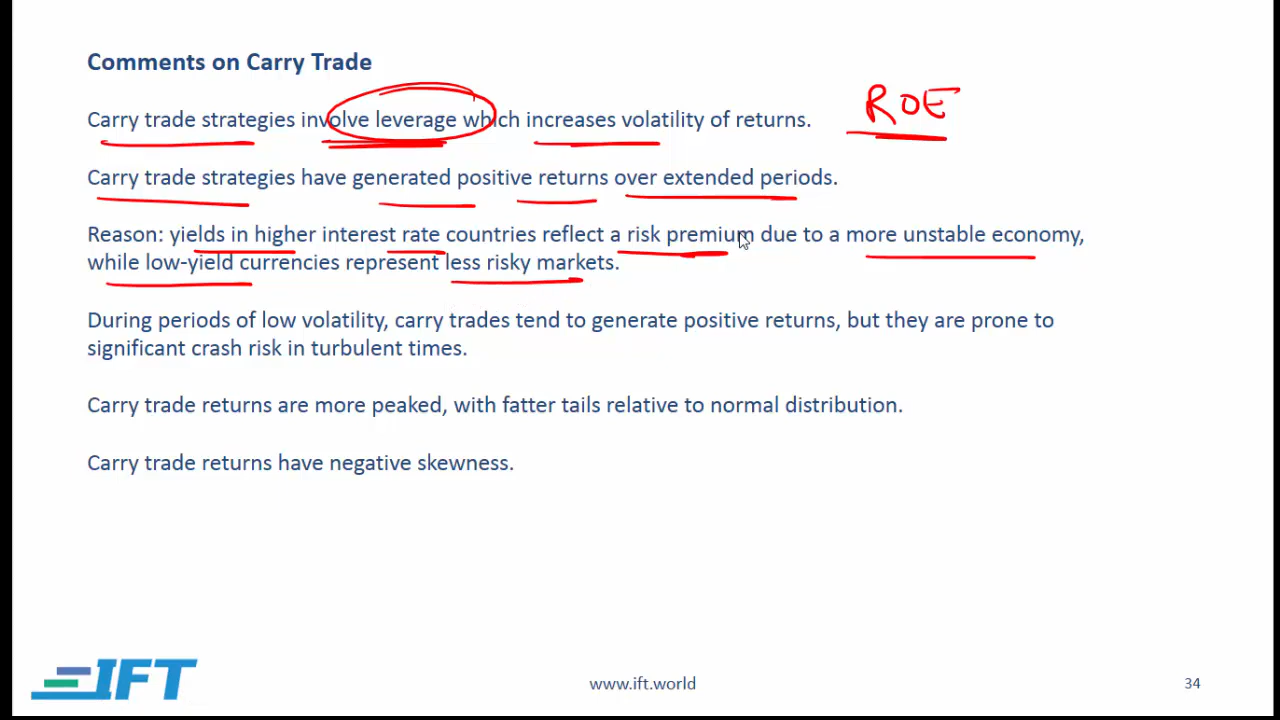 Comments on Carry Trade
Carry trade strategies involve leverage which increases volatility of returns.
ROE
Carry trade strategies have generated positive returns over extended periods.
Reason: yields in higher interest rate countries reflect a risk premium due to a more unstable economy,
while low-yield currencies represent less risky markets.
During periods of low volatility, carry trades tend to generate positive returns, but they are prone to
significant crash risk in turbulent times.
Carry trade returns are more peaked, with fatter tails relative to normal distribution.
Carry trade returns have negative skewness.
IFT
www.ift.world
34